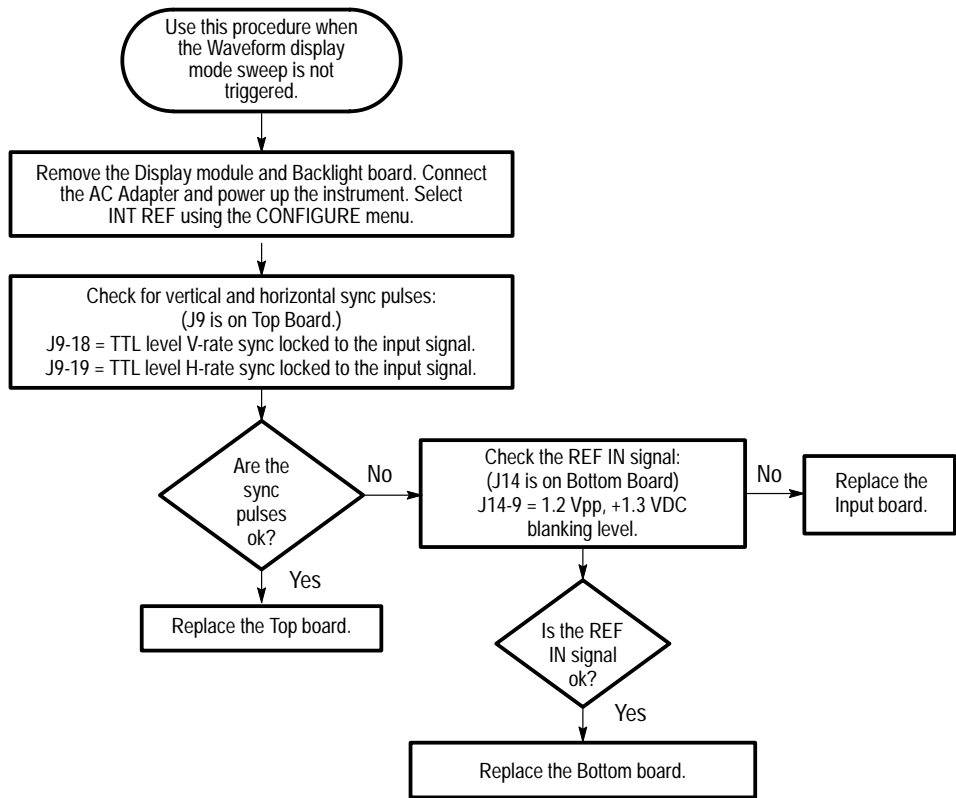 Use this procedure when
the Waveform display
mode sweep is not
triggered.
Remove the Display module and Backlight board. Connect
the AC Adapter and power up the instrument. Select
INT REF using the CONFIGURE menu.
Check for vertical and horizontal sync pulses:
(J9 is on Top Board.)
J9-18 = TTL level V-rate sync locked to the input signal.
J9-19 = TTL level H-rate sync locked to the input signal.
Are the
sync
pulses
ok?
No
Check the REF IN signal:
(J14 is on Bottom Board)
J14-9 = 1.2 Vpp, +1.3 VDC
blanking level.
No
Replace the
Input board.
Yes
Replace the Top board.
Is the REF
IN signal
ok?
Yes
Replace the Bottom board.